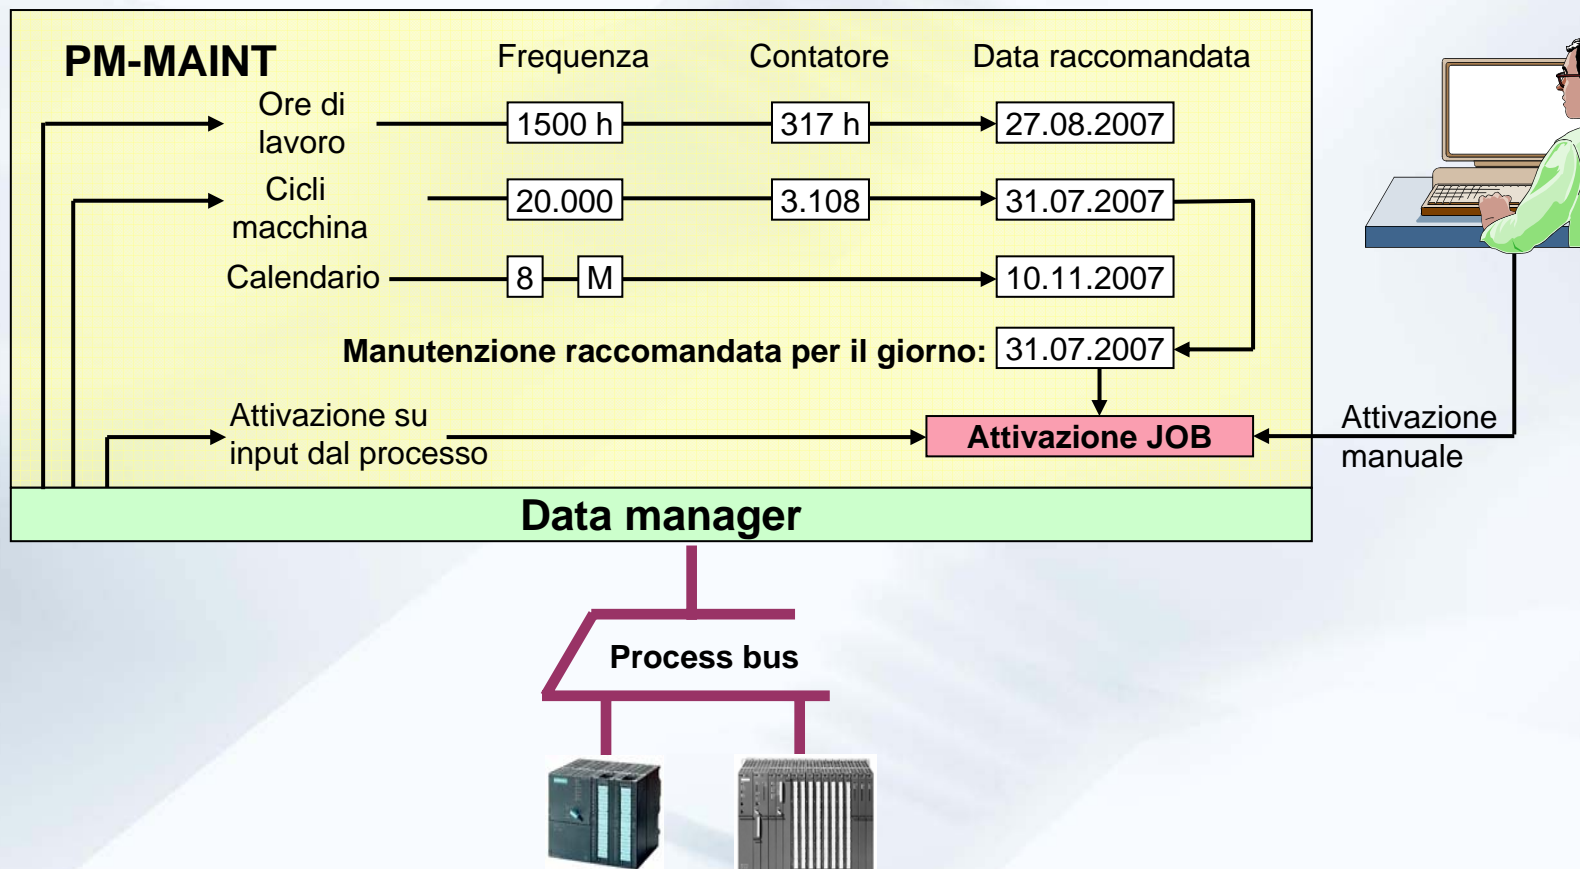 PM-MAINT
Frequenza
Contatore
Data raccomandata
Ore di
lavoro
1500 h
317 h
27.08.2007
Cicli
macchina
20.000
3.108
31.07.2007
Calendario
8
M
10.11.2007
Manutenzione raccomandata per il giorno:
31.07.2007
Attivazione su
input dal processo
Attivazione JOB
Attivazione
manuale
Data manager
Process bus